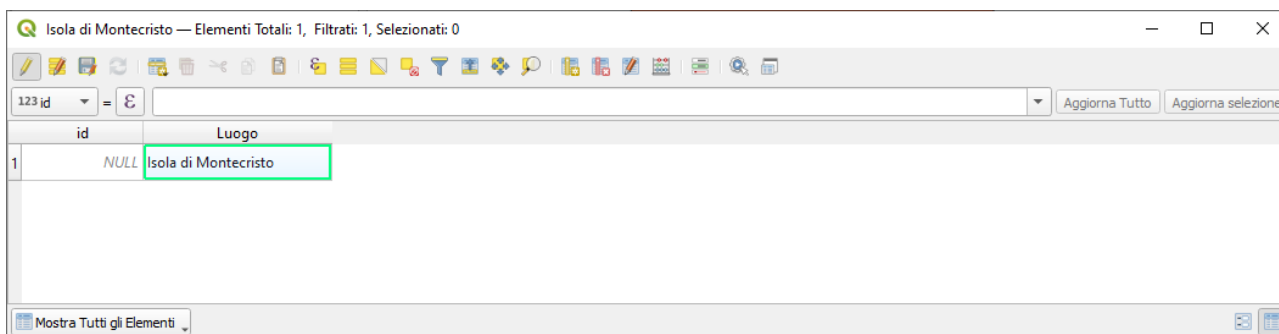 Isola di Montecristo — Elementi Totali: 1, Filtrati: 1, Selezionati: 0
123 id = ε Aggiorna Tutto Aggiorna selezione
id Luogo
1 NULL Isola di Montecristo
Mostra Tutti gli Elementi